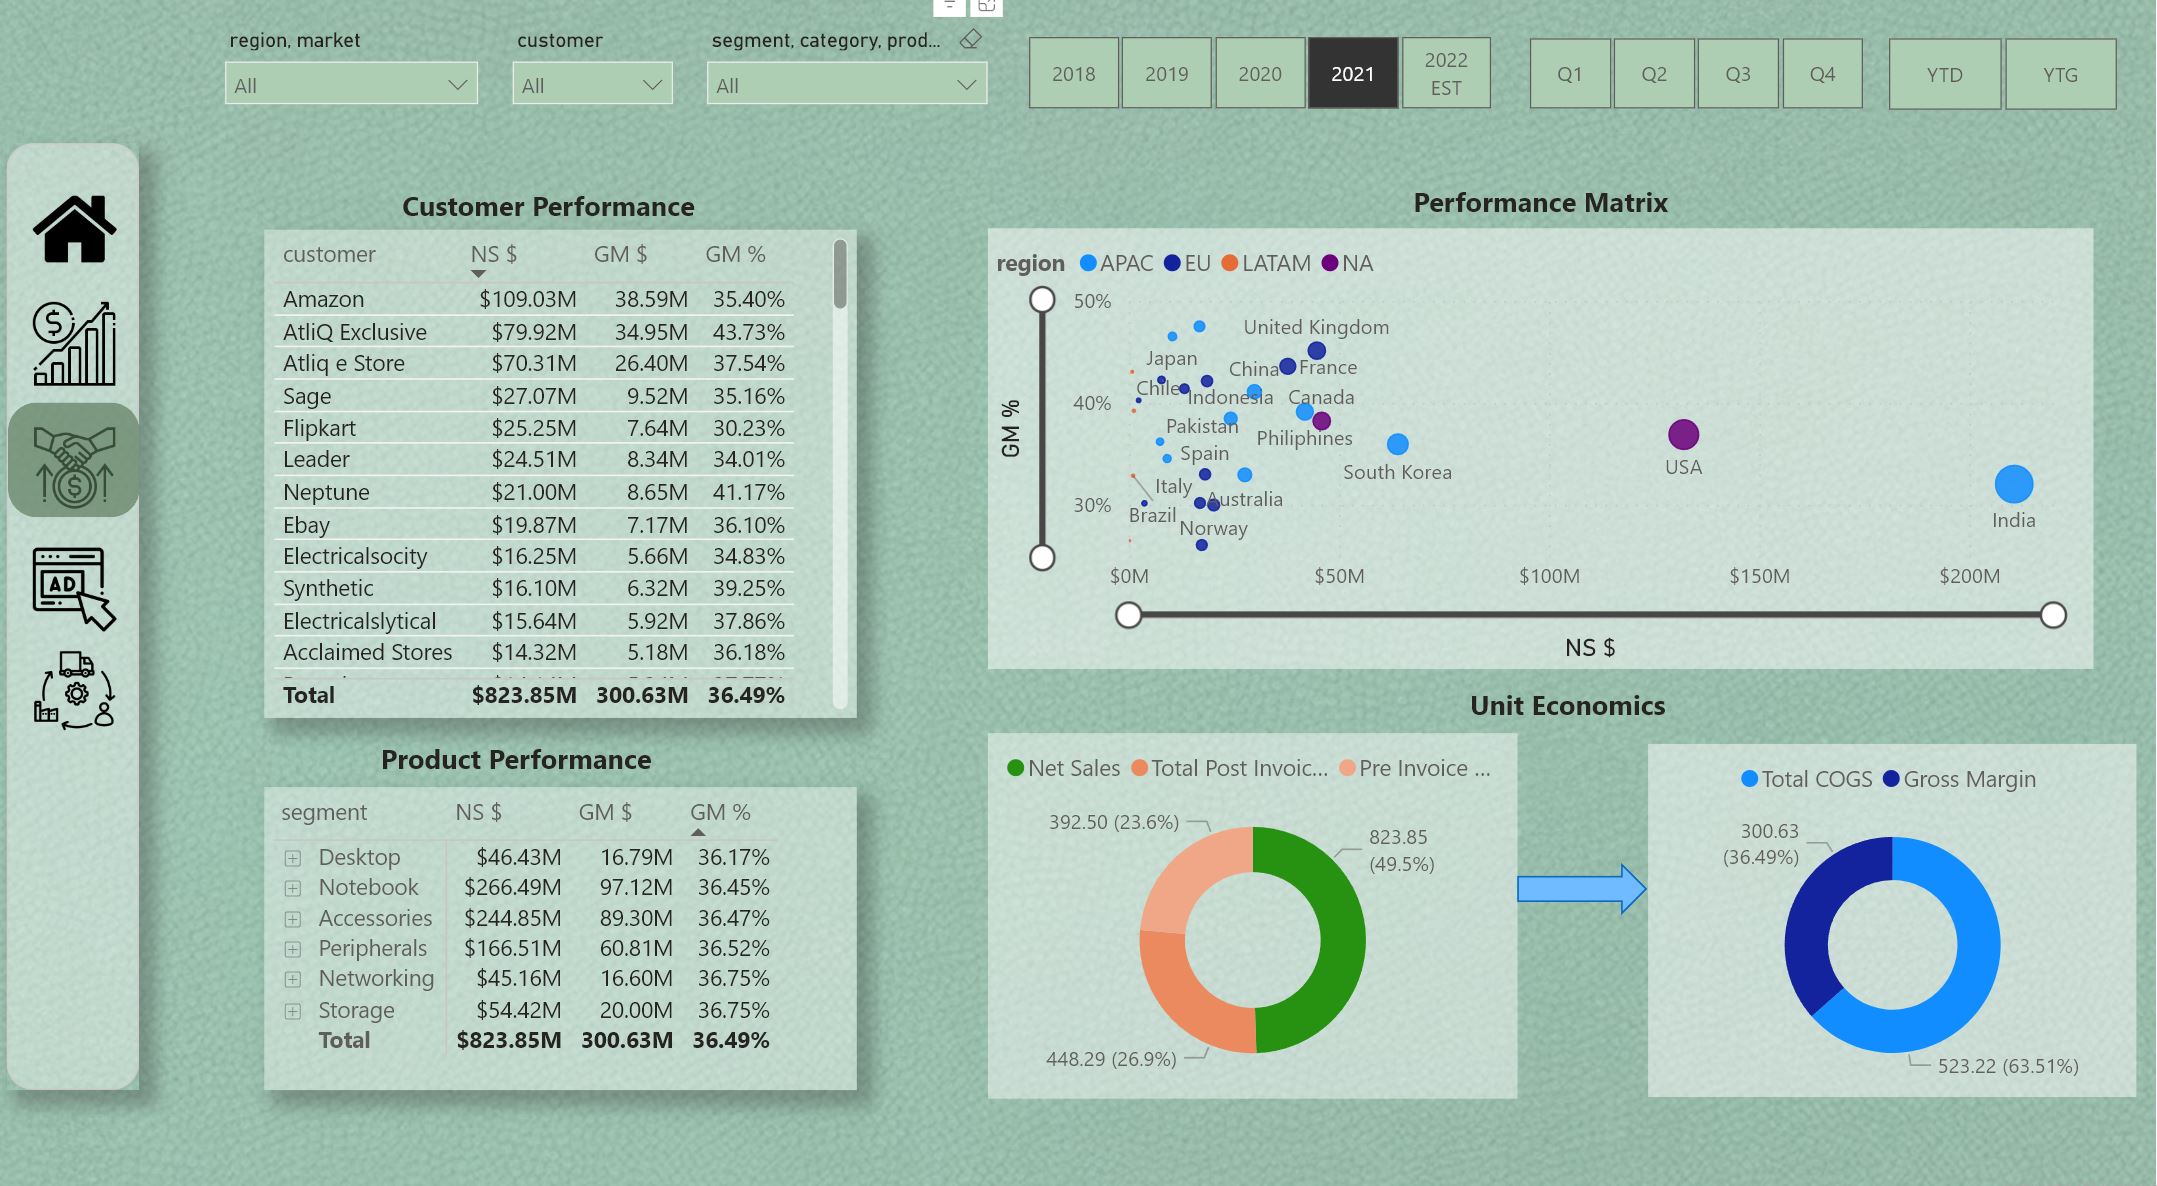 region, market
customer
segment, category, prod...
All
All
All
2018
2019
2020
2021
2022
EST
Q1
Q2
Q3
Q4
YTD
YTG
AD
Customer Performance
customer NS $ GM $ GM %
Amazon $109.03M 38.59M 35.40%
AtliQ Exclusive $79.92M 34.95M 43.73%
Atliq e Store $70.31M 26.40M 37.54%
Sage $27.07M 9.52M 35.16%
Flipkart $25.25M 7.64M 30.23%
Leader $24.51M 8.34M 34.01%
Neptune $21.00M 8.65M 41.17%
Ebay $19.87M 7.17M 36.10%
Electricalsocity $16.25M 5.66M 34.83%
Synthetic $16.10M 6.32M 39.25%
Electricalslytical $15.64M 5.92M 37.86%
Acclaimed Stores $14.32M 5.18M 36.18%
Total $823.85M 300.63M 36.49%
Product Performance
segment NS $ GM $ GM %
Desktop $46.43M 16.79M 36.17%
Notebook $266.49M 97.12M 36.45%
Accessories $244.85M 89.30M 36.47%
Peripherals $166.51M 60.81M 36.52%
Networking $45.16M 16.60M 36.75%
Storage $54.42M 20.00M 36.75%
Total $823.85M 300.63M 36.49%
Performance Matrix
region APAC EU LATAM NA
GM %
50%
40%
30%
United Kingdom
Japan
China
France
Chile
Indonesia
Canada
Pakistan
Philiphines
Spain
South Korea
USA
Italy
Australia
Brazil
Norway
India
$0M
$50M
$100M
$150M
$200M
NS $
Unit Economics
Net Sales Total Post Invoic... Pre Invoice ...
392.50 (23.6%)
823.85
(49.5%)
448.29 (26.9%)
Total COGS Gross Margin
300.63
(36.49%)
523.22 (63.51%)